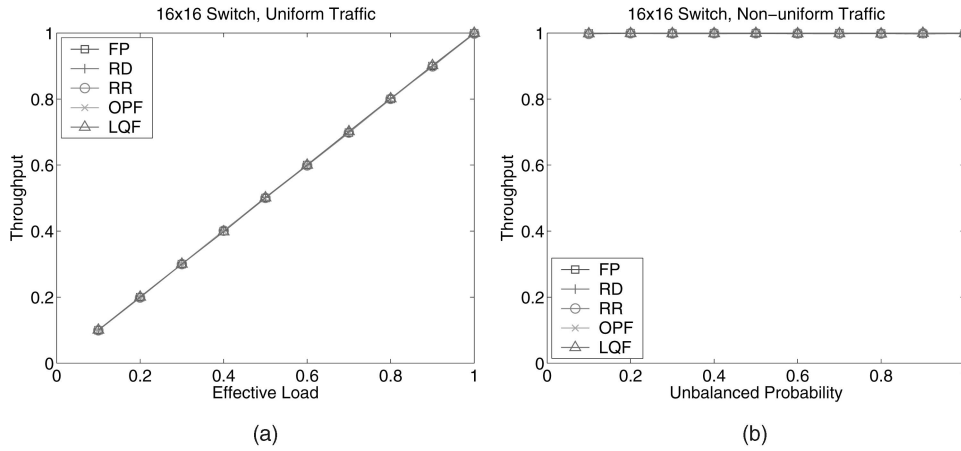 16x16 Switch, Uniform Traffic
1
0.8
0.6
0.4
0.2
0
Throughput
FP
RD
RR
OPF
LQF
0
0.2
0.4
0.6
0.8
1
Effective Load
(a)
16x16 Switch, Non−uniform Traffic
1
0.8
0.6
0.4
0.2
0
Throughput
FP
RD
RR
OPF
LQF
0
0.2
0.4
0.6
0.8
Unbalanced Probability
(b)